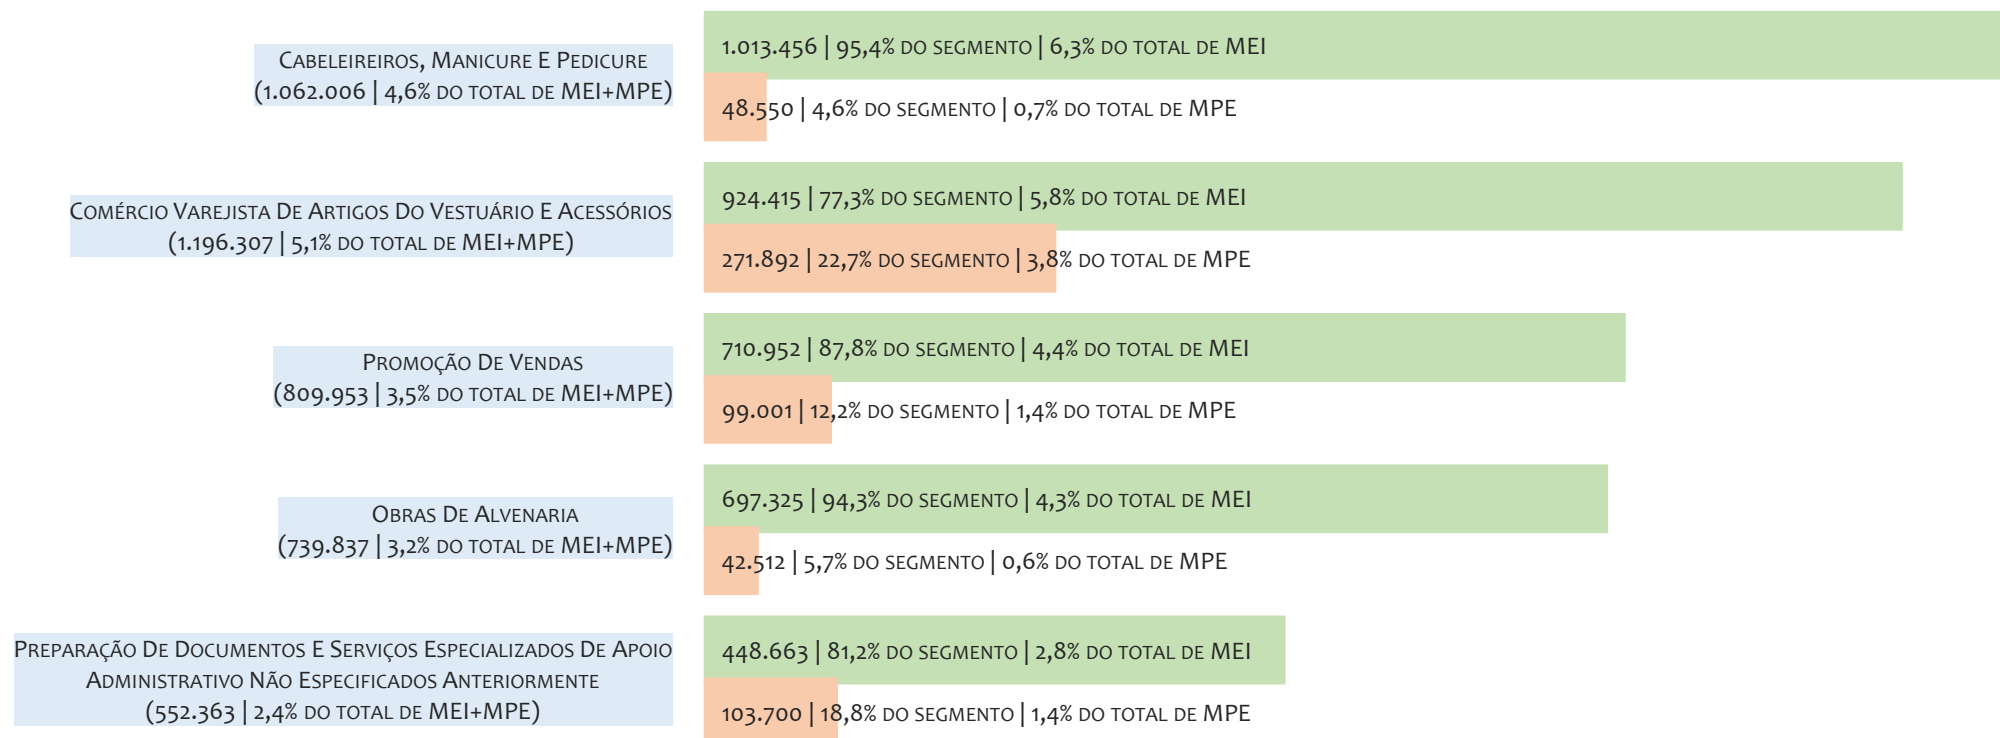 Cabeleireiros, Manicure E Pedicure
(1.062.006 | 4,6% do total de MEI+MPE)
1.013.456 | 95,4% do segmento | 6,3% do total de MEI
48.550 | 4,6% do segmento | 0,7% do total de MPE
Comércio Varejista De Artigos Do Vestuário E Acessórios
(1.196.307 | 5,1% do total de MEI+MPE)
924.415 | 77,3% do segmento | 5,8% do total de MEI
271.892 | 22,7% do segmento | 3,8% do total de MPE
Promoção De Vendas
(809.953 | 3,5% do total de MEI+MPE)
710.952 | 87,8% do segmento | 4,4% do total de MEI
99.001 | 12,2% do segmento | 1,4% do total de MPE
Obras De Alvenaria
(739.837 | 3,2% do total de MEI+MPE)
697.325 | 94,3% do segmento | 4,3% do total de MEI
42.512 | 5,7% do segmento | 0,6% do total de MPE
Preparação De Documentos E Serviços Especializados De Apoio
Administrativo Não Especificados Anteriormente
(552.363 | 2,4% do total de MEI+MPE)
448.663 | 81,2% do segmento | 2,8% do total de MEI
103.700 | 18,8% do segmento | 1,4% do total de MPE